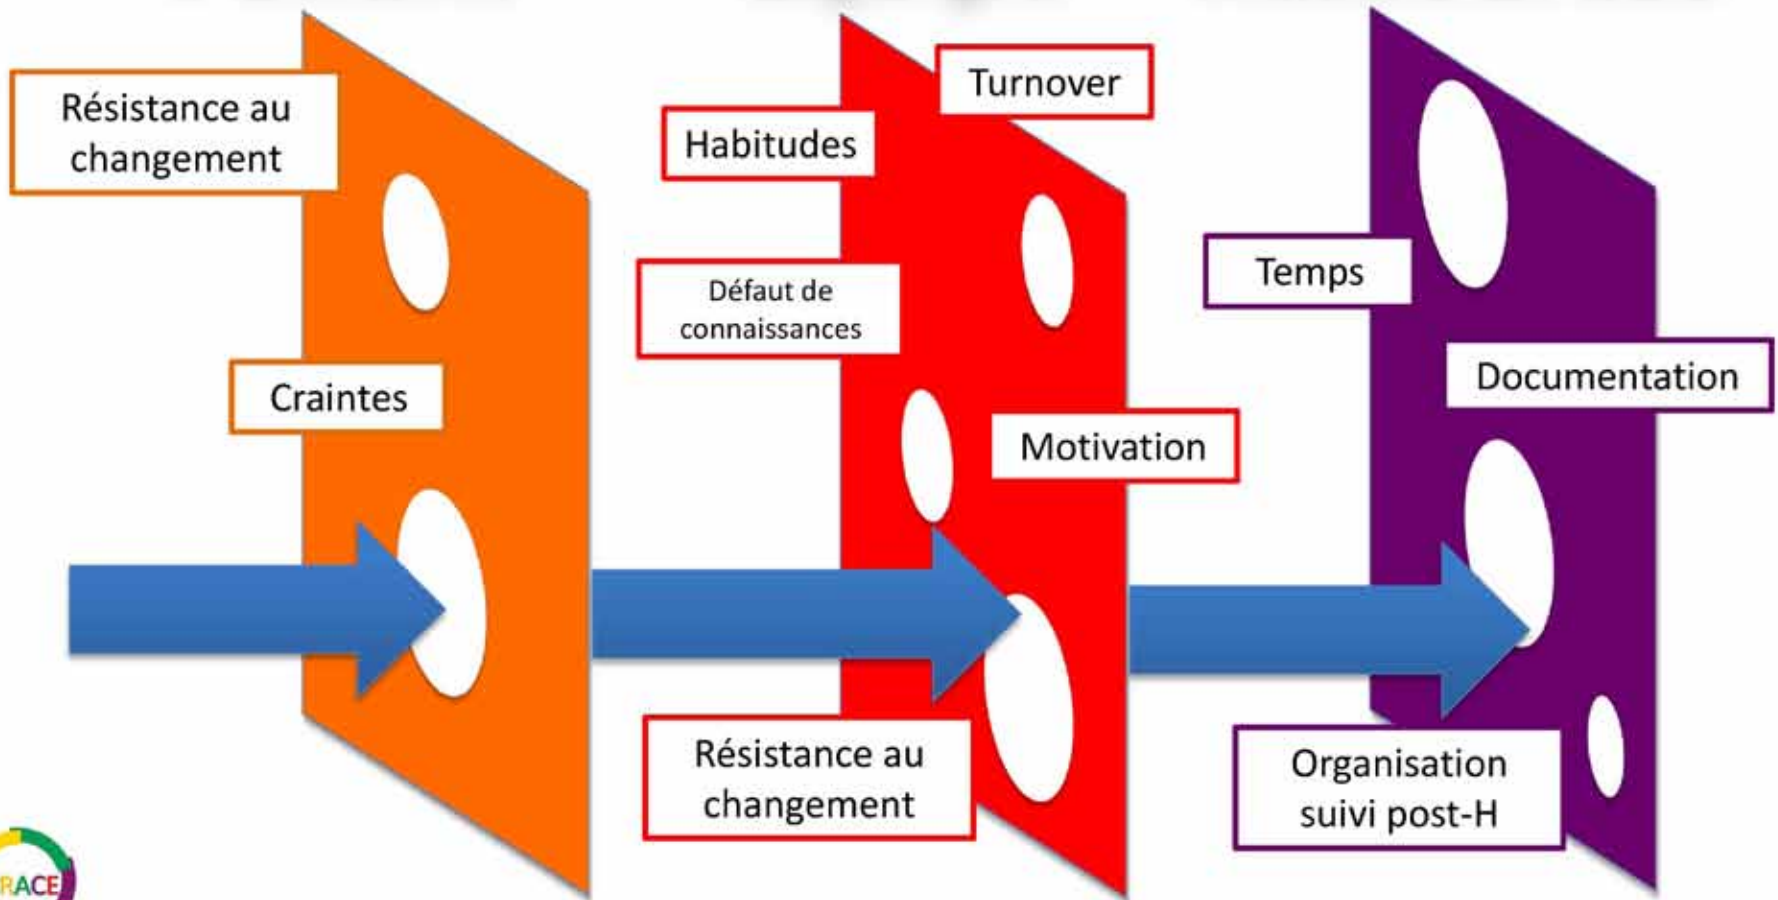 Résistance au
changement
Craintes
Turnover
Habitudes
Défaut de
connaissances
Motivation
Résistance au
changement
Temps
Documentation
Organisation
suivi post-H
RACE